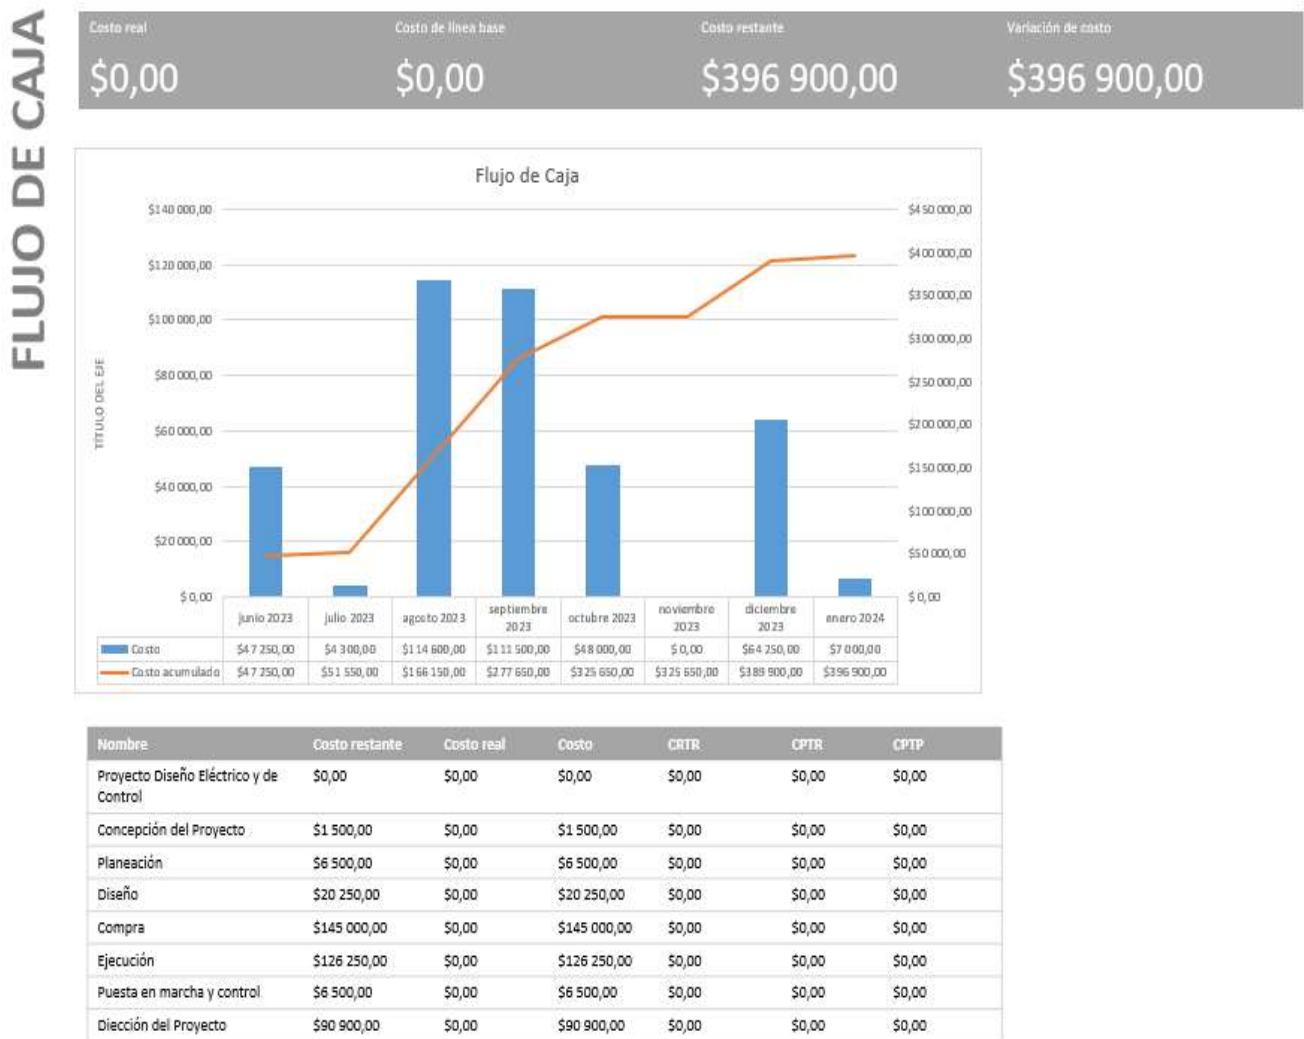 FLUJO DE CAJA
Costo real Costo de línea base Costo restante Variación de costo
$0,00 $0,00 $396 900,00 $396 900,00
Flujo de Caja
$140 000,00 $450 000,00
$120 000,00 $400 000,00
$100 000,00 $350 000,00
$80 000,00 $300 000,00
$60 000,00 $250 000,00
$40 000,00 $200 000,00
$20 000,00 $150 000,00
$0,00 $100 000,00
$50 000,00
$0,00
TÍTULO DEL EJE
junio 2023 julio 2023 agosto 2023 septiembre 2023 octubre 2023 noviembre 2023 diciembre 2023 enero 2024
Costo $47 250,00 $4 300,00 $114 600,00 $111 500,00 $48 000,00 $0,00 $64 250,00 $7 000,00
Costo acumulado $47 250,00 $51 550,00 $166 150,00 $277 650,00 $325 650,00 $325 650,00 $389 900,00 $396 900,00
Nombre Costo restante Costo real Costo CRTR CPTR CPTP
Proyecto Diseño Eléctrico y de $0,00 $0,00 $0,00 $0,00 $0,00 $0,00
Control
Concepción del Proyecto $1 500,00 $0,00 $1 500,00 $0,00 $0,00 $0,00
Planeación $6 500,00 $0,00 $6 500,00 $0,00 $0,00 $0,00
Diseño $20 250,00 $0,00 $20 250,00 $0,00 $0,00 $0,00
Compra $145 000,00 $0,00 $145 000,00 $0,00 $0,00 $0,00
Ejecución $126 250,00 $0,00 $126 250,00 $0,00 $0,00 $0,00
Puesta en marcha y control $6 500,00 $0,00 $6 500,00 $0,00 $0,00 $0,00
Diección del Proyecto $90 900,00 $0,00 $90 900,00 $0,00 $0,00 $0,00